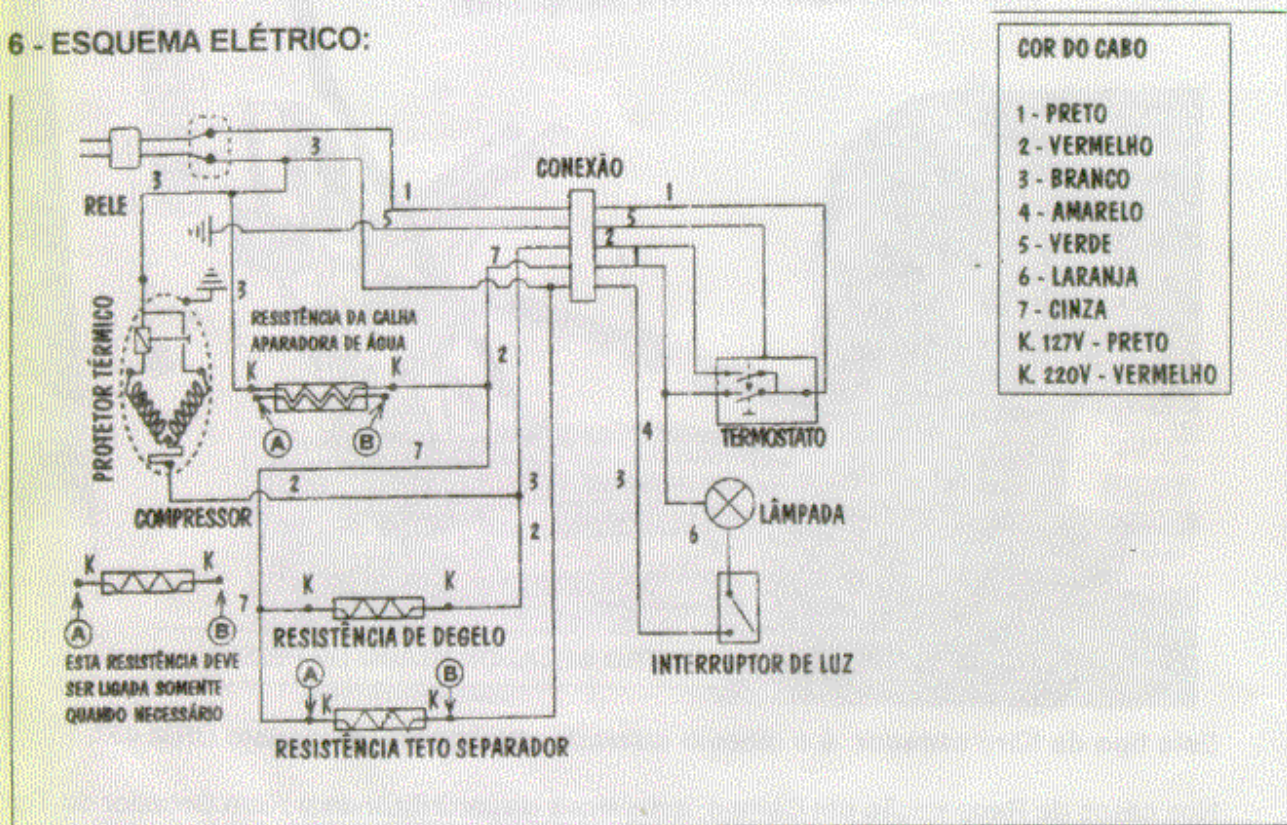 6 - ESQUEMA ELÉTRICO:
COR DO CABO
1 - PRETO
2 - VERMELHO
3 - BRANCO
4 - AMARELO
5 - VERDE
6 - LARANJA
7 - CINZA
K. 127V - PRETO
K. 220V - VERMELHO
3
CONEXÃO
3
1
1
RELE
5
5
2
7
1
3
PROTETOR TÉRMICO
RESISTÊNCIA DA CALHA
APARADORA DE ÁGUA
2
K
K
A
B
TERMOSTATO
4
7
3
2
3
COMPRESSOR
LÂMPADA
2
6
K
K
K
K
7
A
B
RESISTÊNCIA DE DEGELO
ESTA RESISTÊNCIA DEVE
SER LIGADA SOMENTE
QUANDO NECESSÁRIO
INTERRUPTOR DE LUZ
A
B
K
K
RESISTÊNCIA TETO SEPARADOR